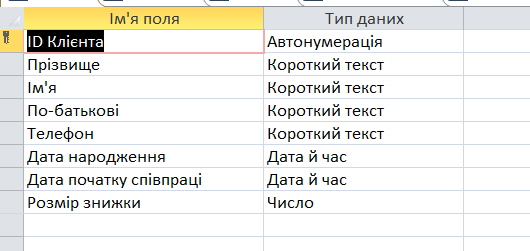 Ім'я поля Тип даних
ID Клієнта Автонумерація
Прізвище Короткий текст
Ім'я Короткий текст
По-батькові Короткий текст
Телефон Короткий текст
Дата народження Дата й час
Дата початку співпраці Дата й час
Розмір знижки Число